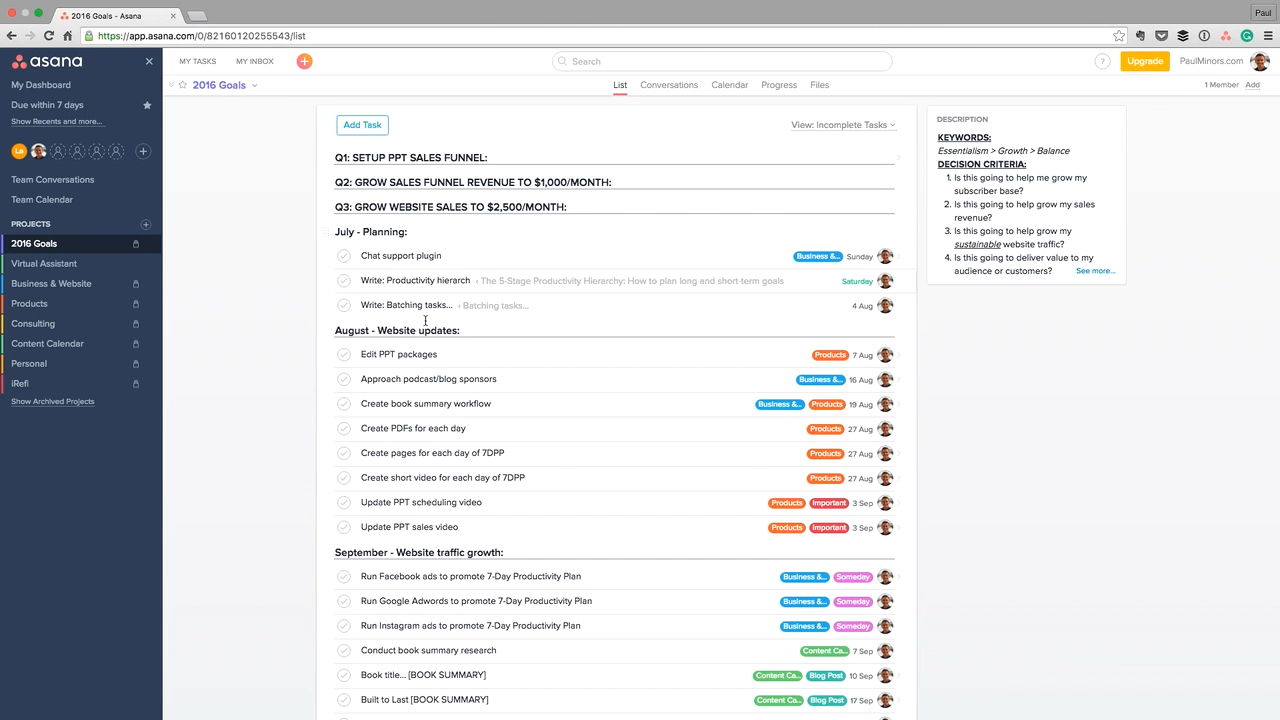 2016 Goals - Asana
Paul
https://app.asana.com/0/82160120255543/list
asana
MY TASKS
MY INBOX
Search
?
Upgrade
PaulMinors.com
2016 Goals
List
Conversations
Calendar
Progress
Files
1 Member
Add
My Dashboard
Due within 7 days
Show Recents and more...
La
Team Conversations
Team Calendar
PROJECTS
2016 Goals
Virtual Assistant
Business & Website
Products
Consulting
Content Calendar
Personal
iRefi
Show Archived Projects
Add Task
View: Incomplete Tasks
Q1: SETUP PPT SALES FUNNEL:
Q2: GROW SALES FUNNEL REVENUE TO $1,000/MONTH:
Q3: GROW WEBSITE SALES TO $2,500/MONTH:
July - Planning:
Chat support plugin Business &... Sunday
Write: Productivity hierarch ‹ The 5-Stage Productivity Hierarchy: How to plan long and short-term goals Saturday
Write: Batching tasks... ‹ Batching tasks... 4 Aug
August - Website updates:
Edit PPT packages Products 7 Aug
Approach podcast/blog sponsors Business &... 16 Aug
Create book summary workflow Business &... Products 19 Aug
Create PDFs for each day Products 27 Aug
Create pages for each day of 7DPP Products 27 Aug
Create short video for each day of 7DPP Products 27 Aug
Update PPT scheduling video Products Important 3 Sep
Update PPT sales video Products Important 3 Sep
September - Website traffic growth:
Run Facebook ads to promote 7-Day Productivity Plan Business &... Someday
Run Google Adwords to promote 7-Day Productivity Plan Business &... Someday
Run Instagram ads to promote 7-Day Productivity Plan Business &... Someday
Conduct book summary research Content Ca... 7 Sep
Book title... [BOOK SUMMARY] Content Ca... Blog Post 10 Sep
Built to Last [BOOK SUMMARY] Content Ca... Blog Post 17 Sep
DESCRIPTION
KEYWORDS:
Essentialism > Growth > Balance
DECISION CRITERIA:
1. Is this going to help me grow my
subscriber base?
2. Is this going to help grow my sales
revenue?
3. Is this going to help grow my
sustainable website traffic?
4. Is this going to deliver value to my
audience or customers?
See more...